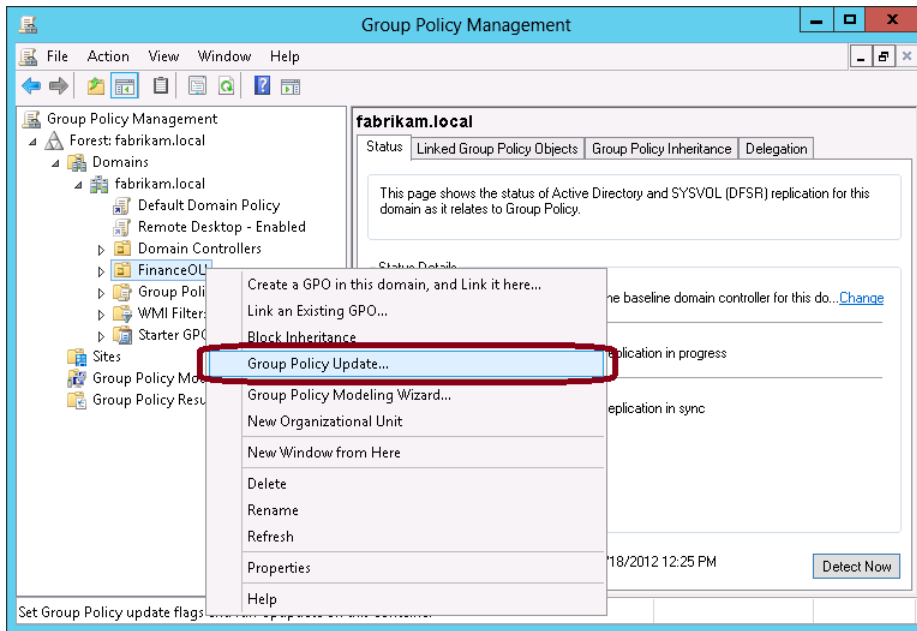 Group Policy Management
File Action View Window Help
Group Policy Management
Forest: fabrikam.local
Domains
fabrikam.local
Default Domain Policy
Remote Desktop - Enabled
Domain Controllers
FinanceOU
Group Poli
WMI Filter
Starter GPO
Sites
Group Policy Mo
Group Policy Resu
fabrikam.local
Status Linked Group Policy Objects Group Policy Inheritance Delegation
This page shows the status of Active Directory and SYSVOL (DFSR) replication for this
domain as it relates to Group Policy.
Status Details
ne baseline domain controller for this do...Change
eplication in progress
eplication in sync
/18/2012 12:25 PM
Detect Now
Create a GPO in this domain, and Link it here...
Link an Existing GPO...
Block Inheritance
Group Policy Update...
Group Policy Modeling Wizard...
New Organizational Unit
New Window from Here
Delete
Rename
Refresh
Properties
Help
Set Group Policy update flags